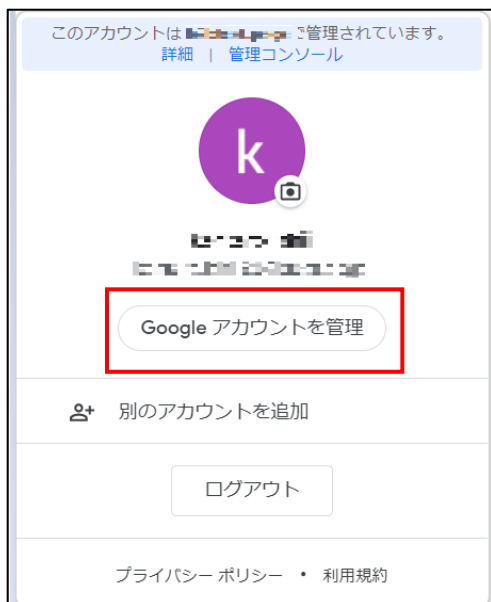 このアカウントは で管理されています。
詳細 | 管理コンソール
k
Google アカウントを管理
別のアカウントを追加
ログアウト
プライバシー ポリシー • 利用規約